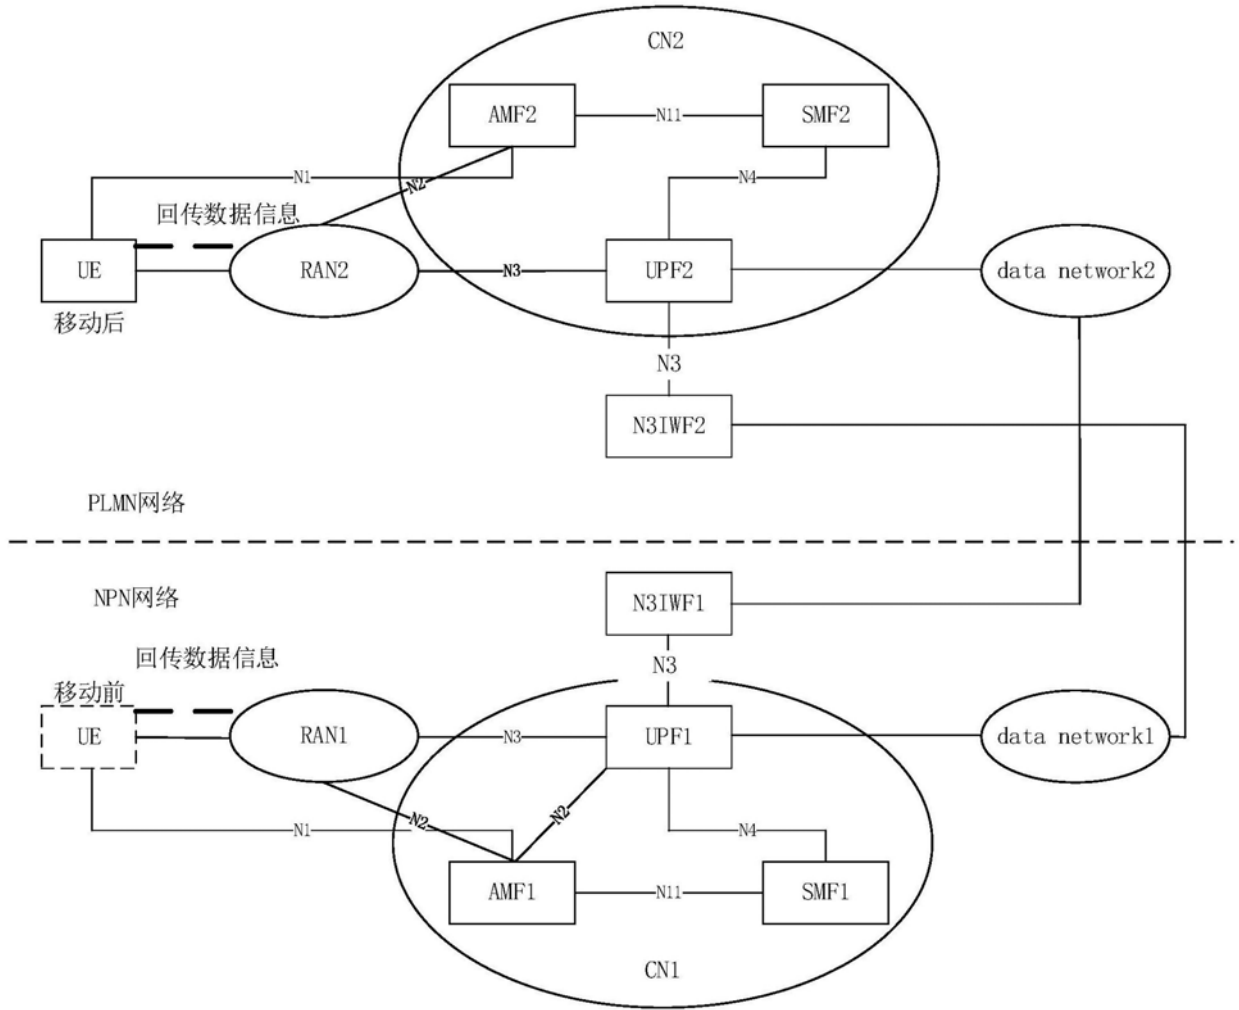 CN2
AMF2
N11
SMF2
N1
N2
N4
回传数据信息
UE
RAN2
N3
UPF2
data network2
移动后
N3
N3IWF2
PLMN网络
NPN网络
N3IWF1
回传数据信息
N3
移动前
UE
RAN1
N3
UPF1
data network1
N1
N2
N2
N4
AMF1
N11
SMF1
CN1